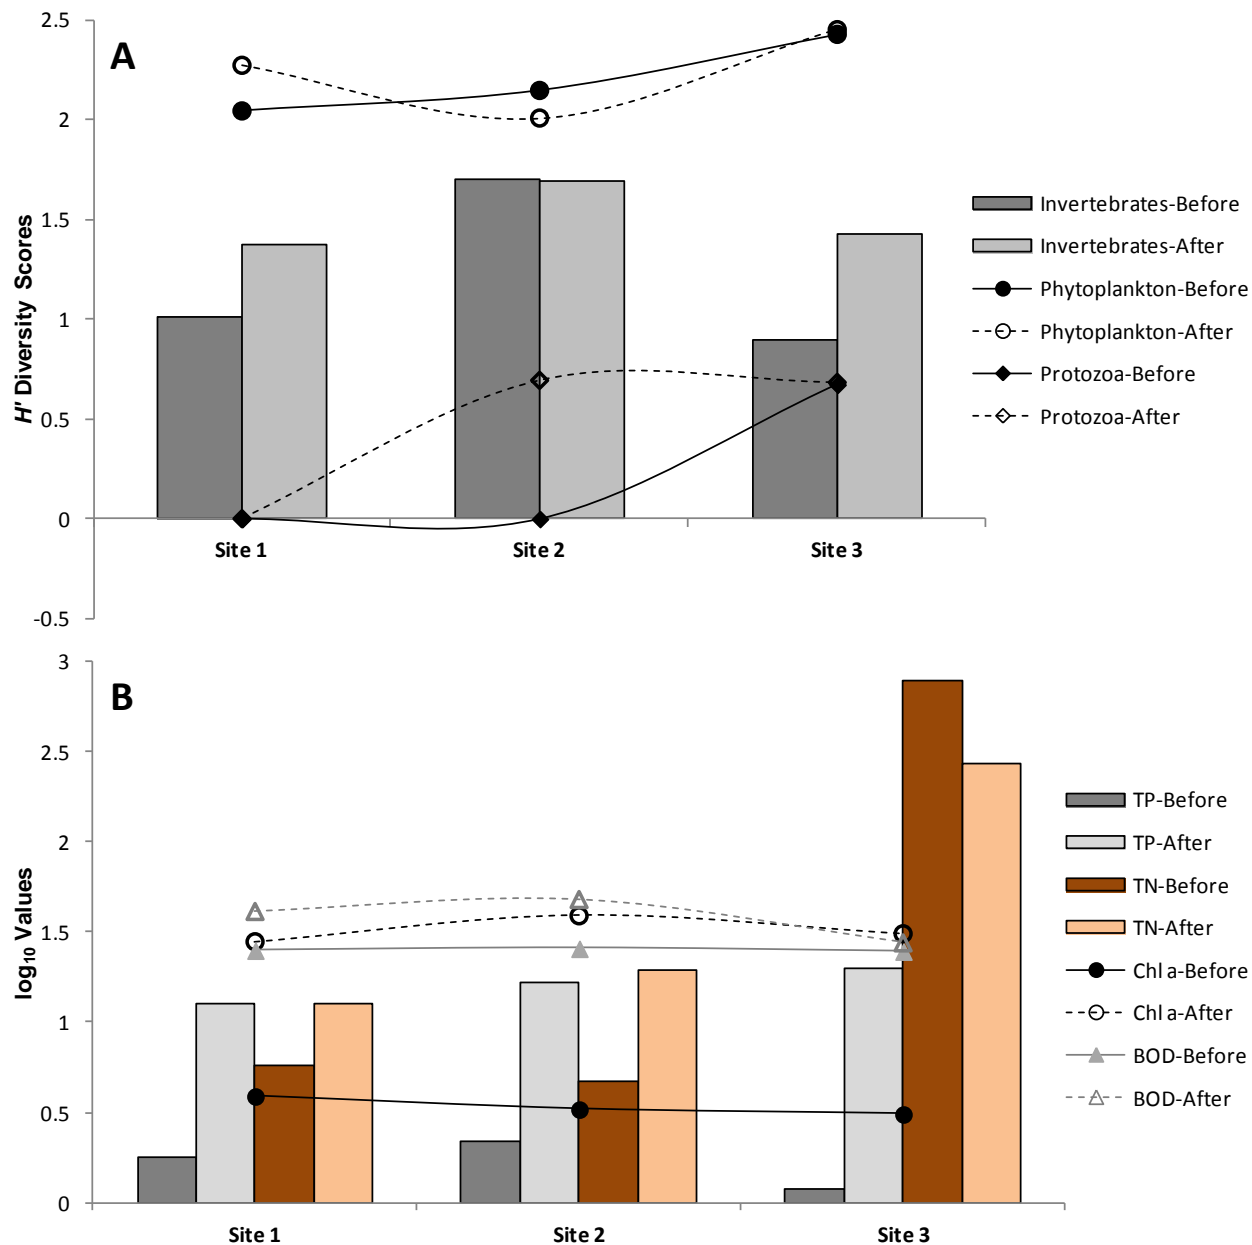 A
2.5
2
1.5
1
0.5
0
-0.5
H' Diversity Scores
Site 1
Site 2
Site 3
Invertebrates-Before
Invertebrates-After
Phytoplankton-Before
Phytoplankton-After
Protozoa-Before
Protozoa-After
B
3
2.5
2
1.5
1
0.5
0
log₁₀ Values
Site 1
Site 2
Site 3
TP-Before
TP-After
TN-Before
TN-After
Chl a-Before
Chl a-After
BOD-Before
BOD-After